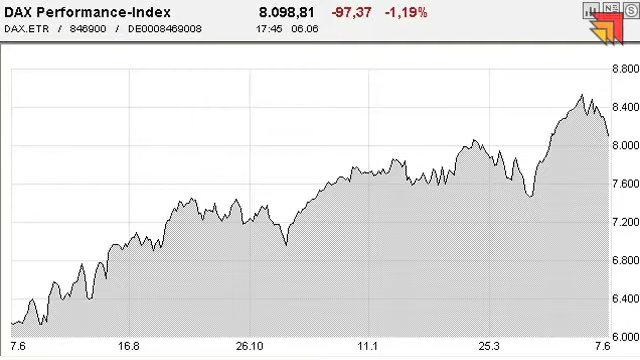 DAX Performance-Index 8.098,81 -97,37 -1,19%
DAX.ETR / 846900 / DE0008469008 17:45 06.06
8.800
8.400
8.000
7.600
7.200
6.800
6.400
6.000
7.6 16.8 26.10 11.1 25.3 7.6